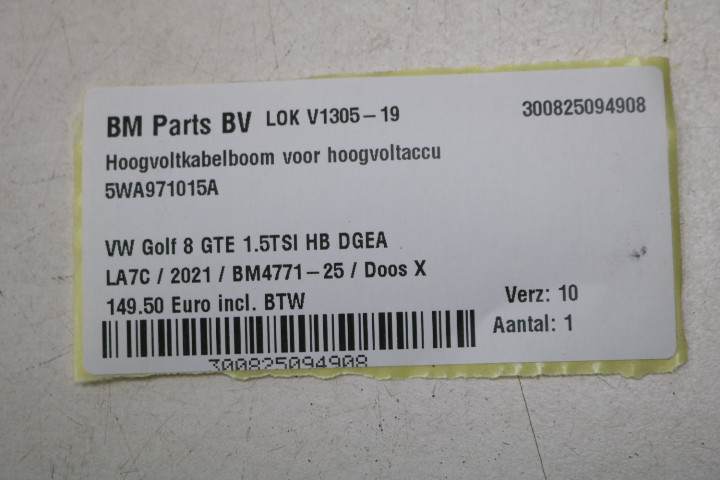 BM Parts BV LOK V1305-19 300825094908
Hoogvoltkabelboom voor hoogvoltaccu
5WA971015A
VW Golf 8 GTE 1.5TSI HB DGEA
LA7C / 2021 / BM4771-25 / Doos X
149.50 Euro incl. BTW
Verz: 10
Aantal: 1
300825094908